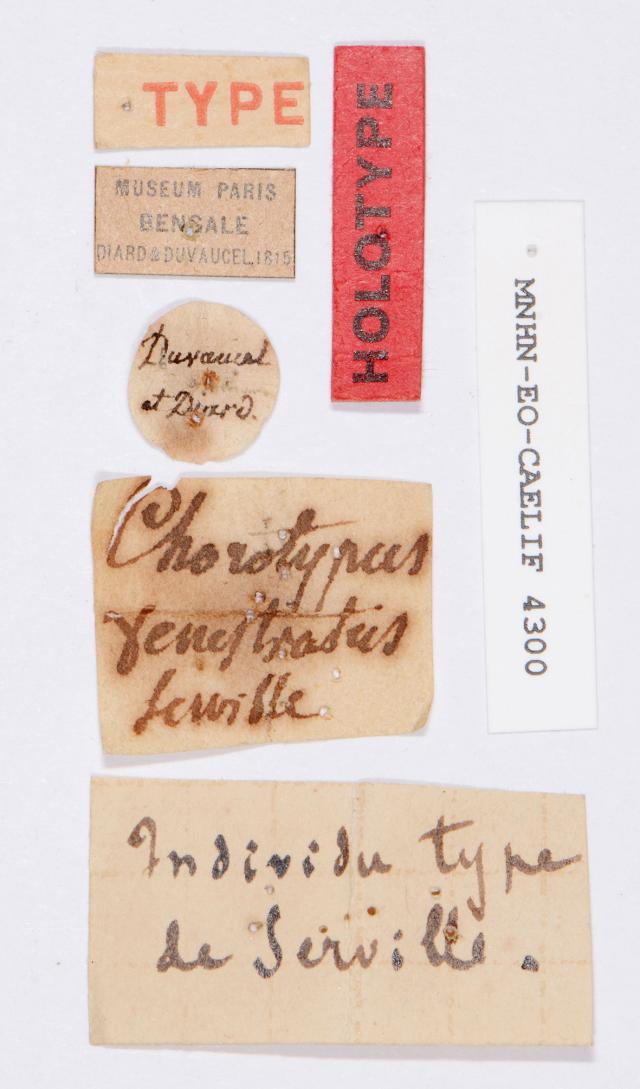 TYPE
MUSEUM PARIS
BENGALE
DIARD & DUVAUCEL. 1815
Duvaucel
et Diard.
Chorotypus
fenestratus
Serville
Individu type
de Serville.
HOLOTYPE
MNHN-EO-CAELIF 4300